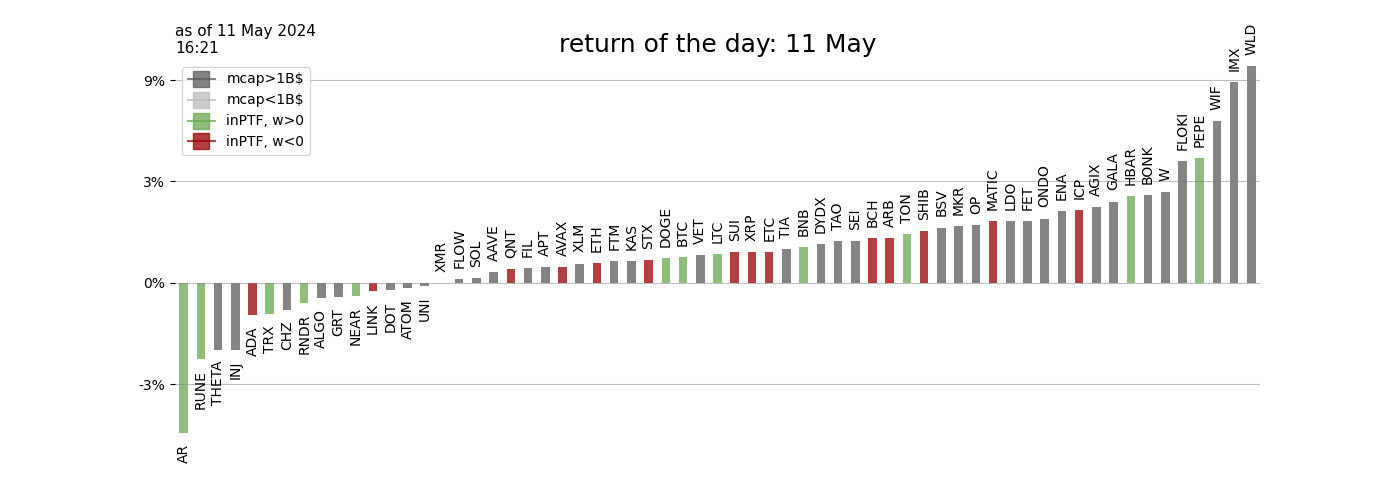 as of 11 May 2024
16:21
return of the day: 11 May
mcap>1B$
mcap<1B$
inPTF, w>0
inPTF, w<0
9%
3%
0%
-3%
AR
RUNE
THETA
INJ
ADA
TRX
CHZ
RNDR
ALGO
GRT
NEAR
LINK
DOT
ATOM
UNI
XMR
FLOW
SOL
AAVE
QNT
FIL
APT
AVAX
XLM
ETH
FTM
KAS
STX
DOGE
BTC
VET
LTC
SUI
XRP
ETC
TIA
BNB
DYDX
TAO
SEI
BCH
ARB
TON
SHIB
BSV
MKR
OP
MATIC
LDO
FET
ONDO
ENA
ICP
AGIX
GALA
HBAR
BONK
W
FLOKI
PEPE
WIF
IMX
WLD